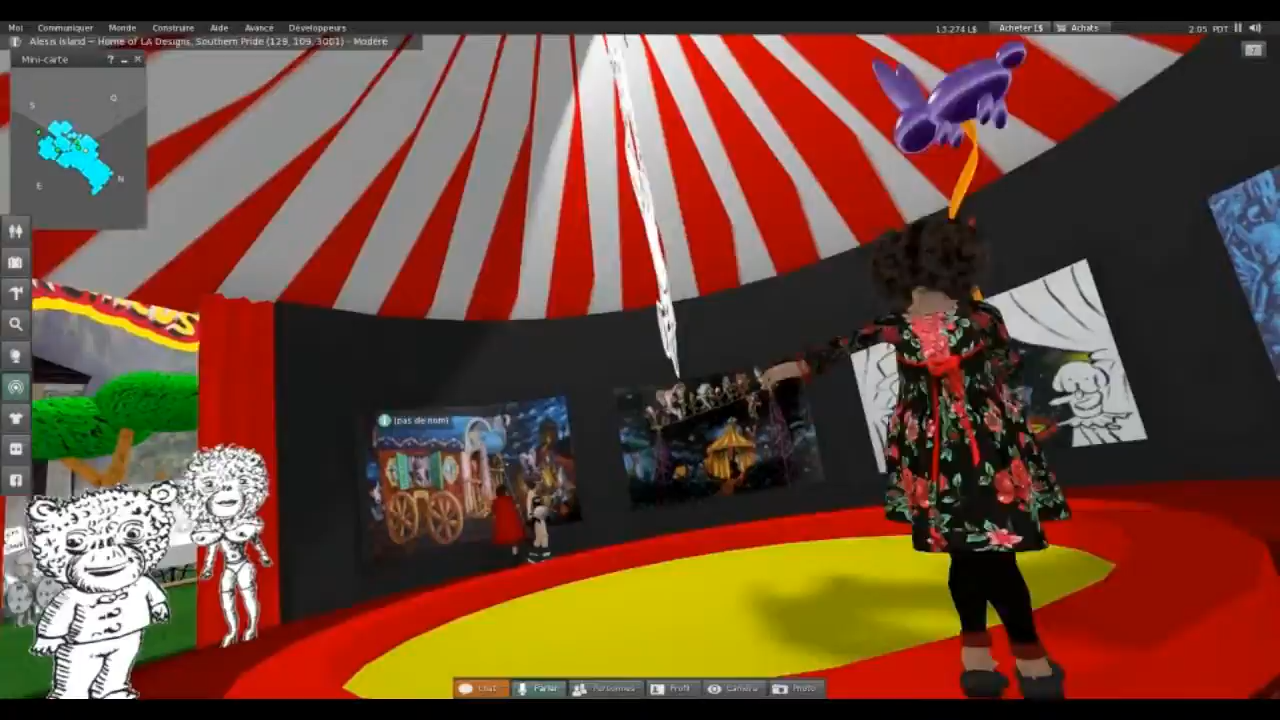 Moi Communiquer Monde Construire Aide Avancé Développeurs
13.274 L$ Acheter L$ Achats 2:05 PDT
Alexis island – Home of LA Designs, Southern Pride (129, 109, 3001) - Modéré
Mini-carte ? _ ×
S O
E N
(pas de nom)
Chat Parler Personnes Profil Caméra Photo